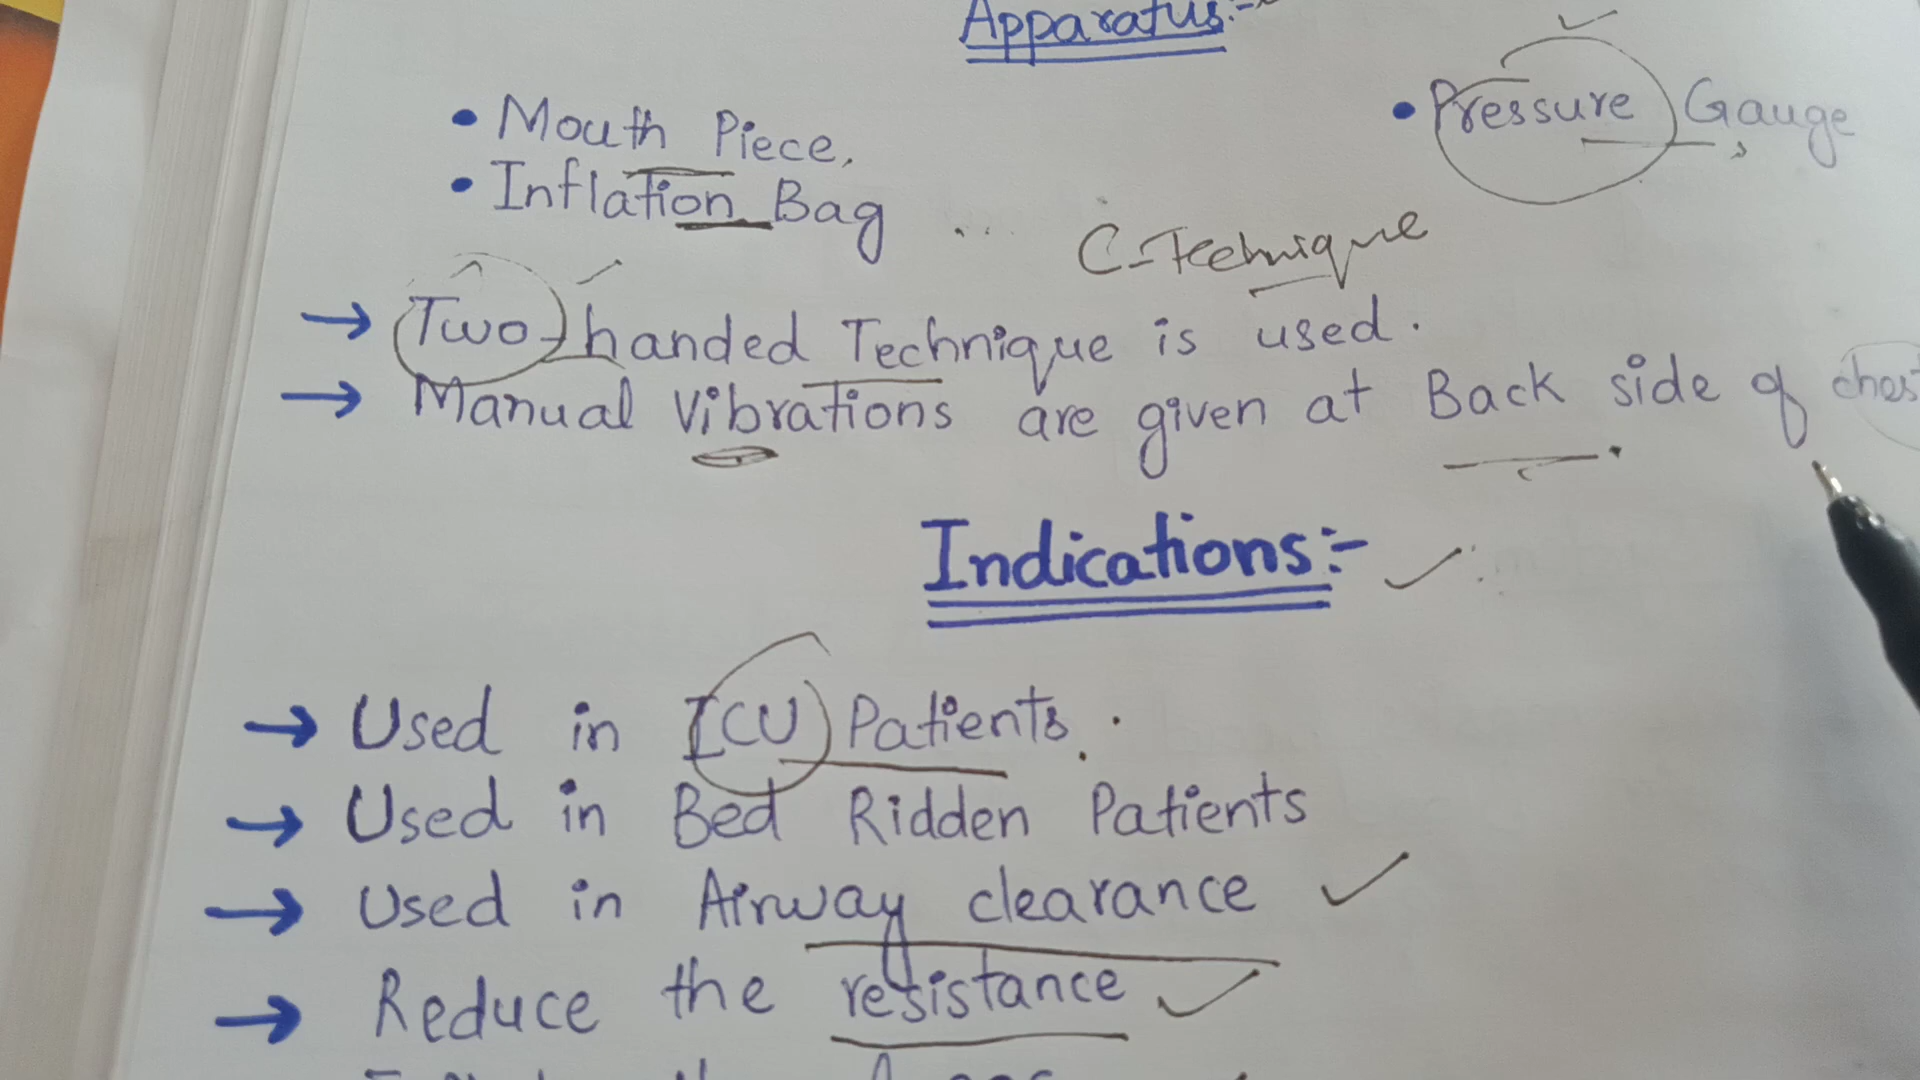 Apparatus:-
• Mouth Piece,
• Pressure Gauge
• Inflation Bag
C-Technique
→ Two-handed Technique is used.
→ Manual Vibrations are given at Back side of chest
Indications:-
→ Used in ICU Patients.
→ Used in Bed Ridden Patients
→ Used in Airway clearance
→ Reduce the resistance